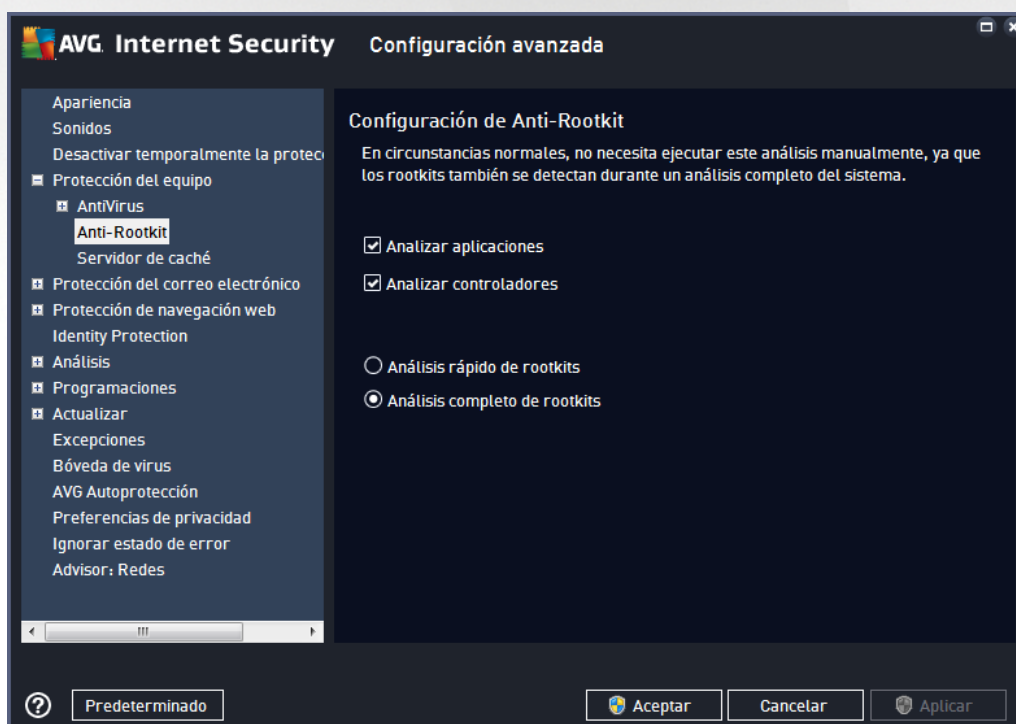 AVG. Internet Security
Configuración avanzada
Apariencia
Sonidos
Desactivar temporalmente la protec
Protección del equipo
AntiVirus
Anti-Rootkit
Servidor de caché
Protección del correo electrónico
Protección de navegación web
Identity Protection
Análisis
Programaciones
Actualizar
Excepciones
Bóveda de virus
AVG Autoprotección
Preferencias de privacidad
Ignorar estado de error
Advisor: Redes
Configuración de Anti-Rootkit
En circunstancias normales, no necesita ejecutar este análisis manualmente, ya que
los rootkits también se detectan durante un análisis completo del sistema.
Analizar aplicaciones
Analizar controladores
Análisis rápido de rootkits
Análisis completo de rootkits
Predeterminado
Aceptar
Cancelar
Aplicar